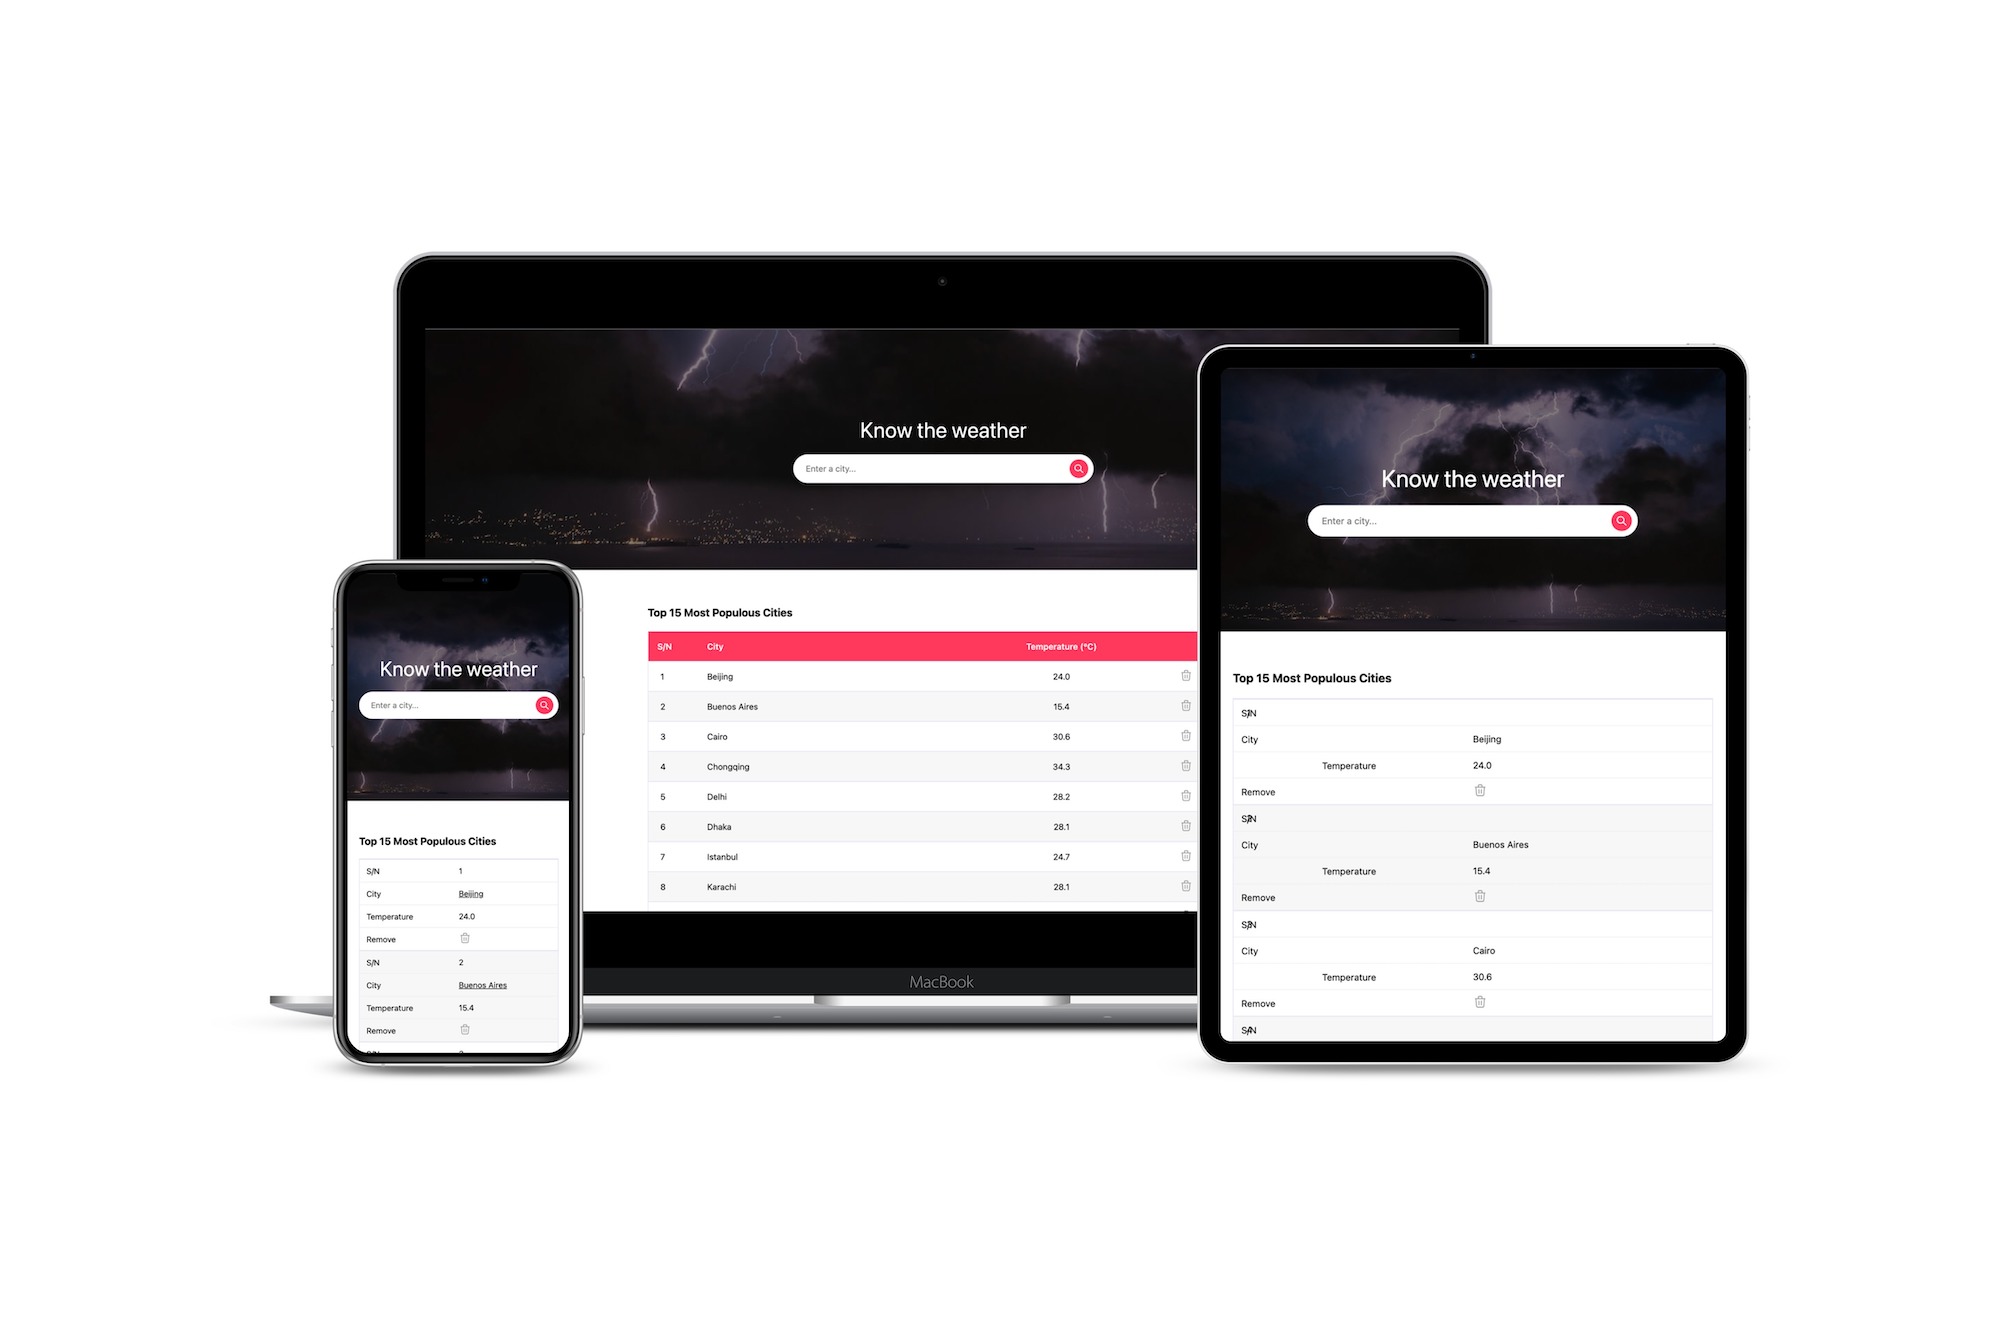 Know the weather
Enter a city...
Top 15 Most Populous Cities
S/N City Temperature (°C)
1 Beijing 24.0
2 Buenos Aires 15.4
3 Cairo 30.6
4 Chongqing 34.3
5 Delhi 28.2
6 Dhaka 28.1
7 Istanbul 24.7
8 Karachi 28.1
MacBook
Know the weather
Enter a city...
Top 15 Most Populous Cities
S/N 1
City Beijing
Temperature 24.0
Remove
S/N 2
City Buenos Aires
Temperature 15.4
Remove
Know the weather
Enter a city...
Top 15 Most Populous Cities
S/N
City Beijing
Temperature 24.0
Remove
S/N
City Buenos Aires
Temperature 15.4
Remove
S/N
City Cairo
Temperature 30.6
Remove
S/N